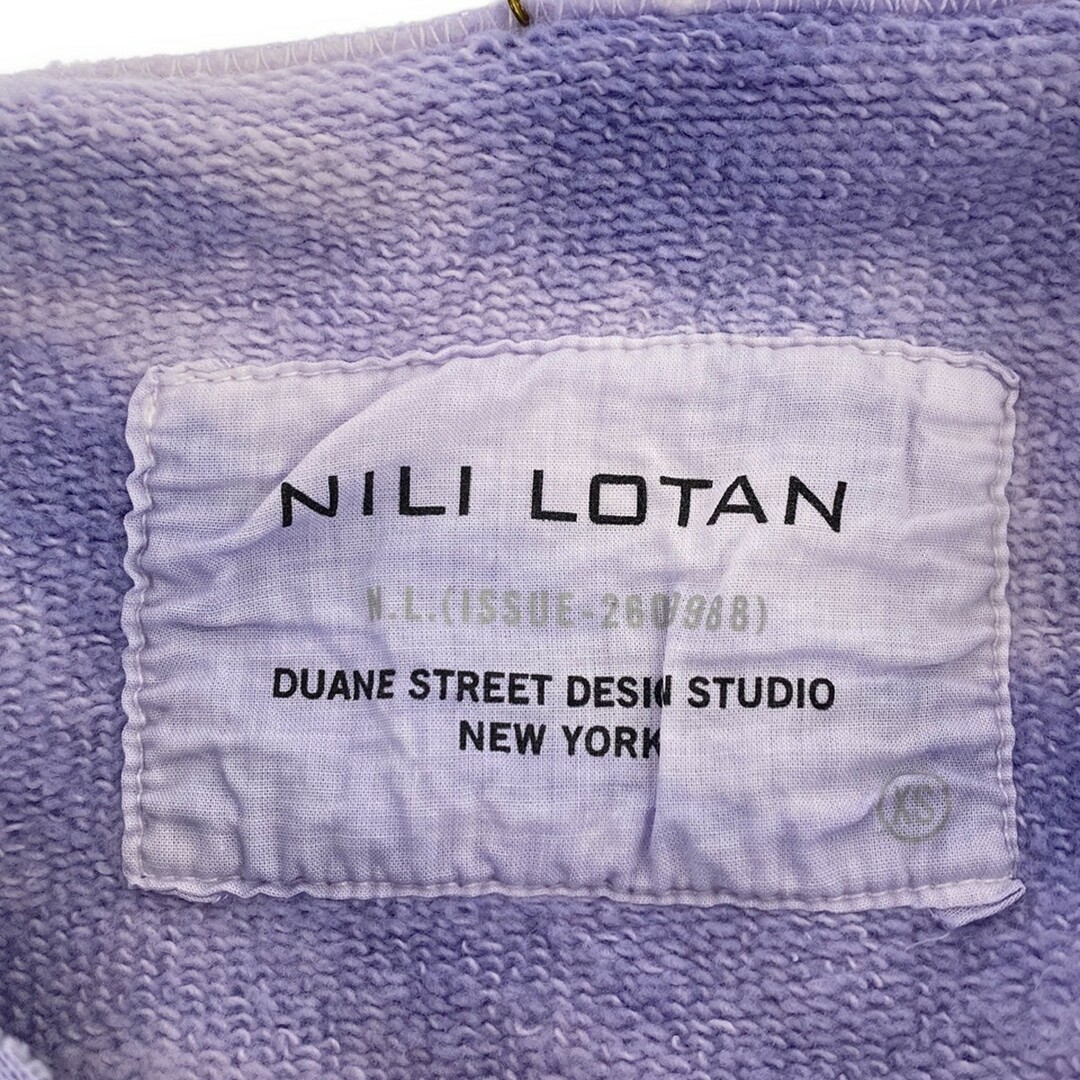 NILI LOTAN
N.L.(ISSUE-260/988)
DUANE STREET DESIGN STUDIO
NEW YORK
XS